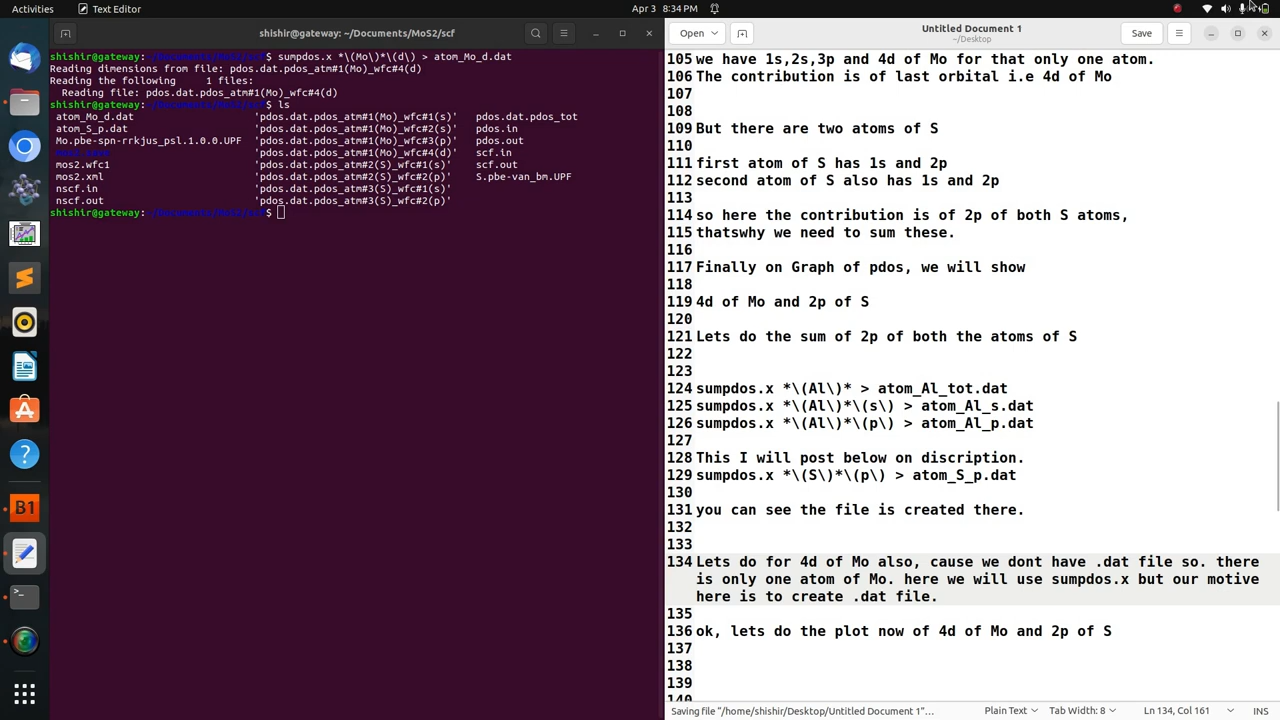 Activities Text Editor Apr 3 8:34 PM
shishir@gateway: ~/Documents/MoS2/scf
shishir@gateway:~/Documents/MoS2/scf$ sumpdos.x *\(Mo\)*\(d\) > atom_Mo_d.dat
Reading dimensions from file: pdos.dat.pdos_atm#1(Mo)_wfc#4(d)
Reading the following 1 files:
Reading file: pdos.dat.pdos_atm#1(Mo)_wfc#4(d)
shishir@gateway:~/Documents/MoS2/scf$ ls
atom_Mo_d.dat 'pdos.dat.pdos_atm#1(Mo)_wfc#1(s)' pdos.dat.pdos_tot
atom_S_p.dat 'pdos.dat.pdos_atm#1(Mo)_wfc#2(s)' pdos.in
Mo.pbe-spn-rrkjus_psl.1.0.0.UPF 'pdos.dat.pdos_atm#1(Mo)_wfc#3(p)' pdos.out
'pdos.dat.pdos_atm#1(Mo)_wfc#4(d)' scf.in
mos2.wfc1 'pdos.dat.pdos_atm#2(S)_wfc#1(s)' scf.out
mos2.xml 'pdos.dat.pdos_atm#2(S)_wfc#2(p)' S.pbe-van_bm.UPF
nscf.in 'pdos.dat.pdos_atm#3(S)_wfc#1(s)'
nscf.out 'pdos.dat.pdos_atm#3(S)_wfc#2(p)'
shishir@gateway:~/Documents/MoS2/scf$
Open Untitled Document 1 Save
~/Desktop
105 we have 1s,2s,3p and 4d of Mo for that only one atom.
106 The contribution is of last orbital i.e 4d of Mo
107
108
109 But there are two atoms of S
110
111 first atom of S has 1s and 2p
112 second atom of S also has 1s and 2p
113
114 so here the contribution is of 2p of both S atoms,
115 thatswhy we need to sum these.
116
117 Finally on Graph of pdos, we will show
118
119 4d of Mo and 2p of S
120
121 Lets do the sum of 2p of both the atoms of S
122
123
124 sumpdos.x *\(Al\)* > atom_Al_tot.dat
125 sumpdos.x *\(Al\)*\(s\) > atom_Al_s.dat
126 sumpdos.x *\(Al\)*\(p\) > atom_Al_p.dat
127
128 This I will post below on discription.
129 sumpdos.x *\(S\)*\(p\) > atom_S_p.dat
130
131 you can see the file is created there.
132
133
134 Lets do for 4d of Mo also, cause we dont have .dat file so. there
is only one atom of Mo. here we will use sumpdos.x but our motive
here is to create .dat file.
135
136 ok, lets do the plot now of 4d of Mo and 2p of S
137
138
139
140
Saving file "/home/shishir/Desktop/Untitled Document 1"… Plain Text Tab Width: 8 Ln 134, Col 161 INS
B1